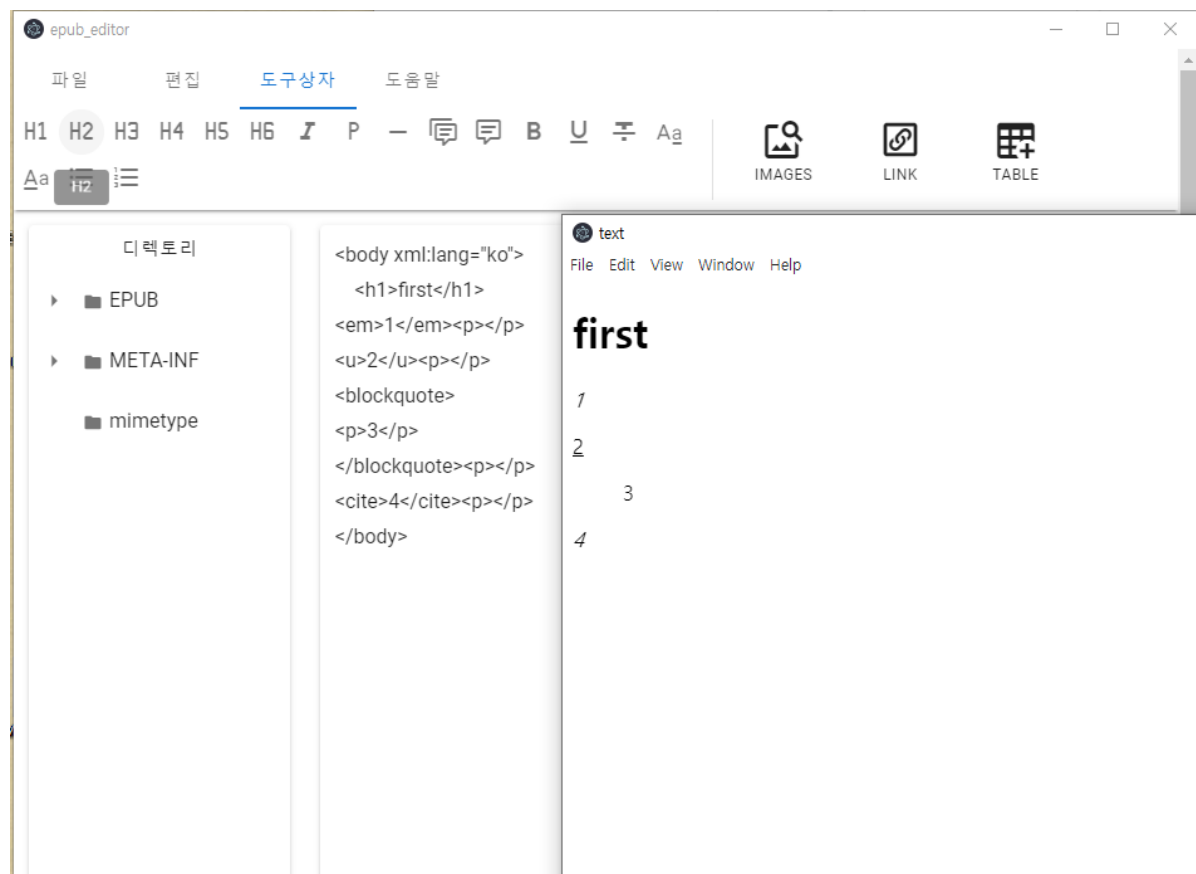 epub_editor
파일 편집 도구상자 도움말
H1 H2 H3 H4 H5 H6 I P B U T Aa
Aa H2
IMAGES LINK TABLE
디렉토리
EPUB
META-INF
mimetype
<body xml:lang="ko">
<h1>first</h1>
<em>1</em><p></p>
<u>2</u><p></p>
<blockquote>
<p>3</p>
</blockquote><p></p>
<cite>4</cite><p></p>
</body>
text
File Edit View Window Help
first
1
2
3
4